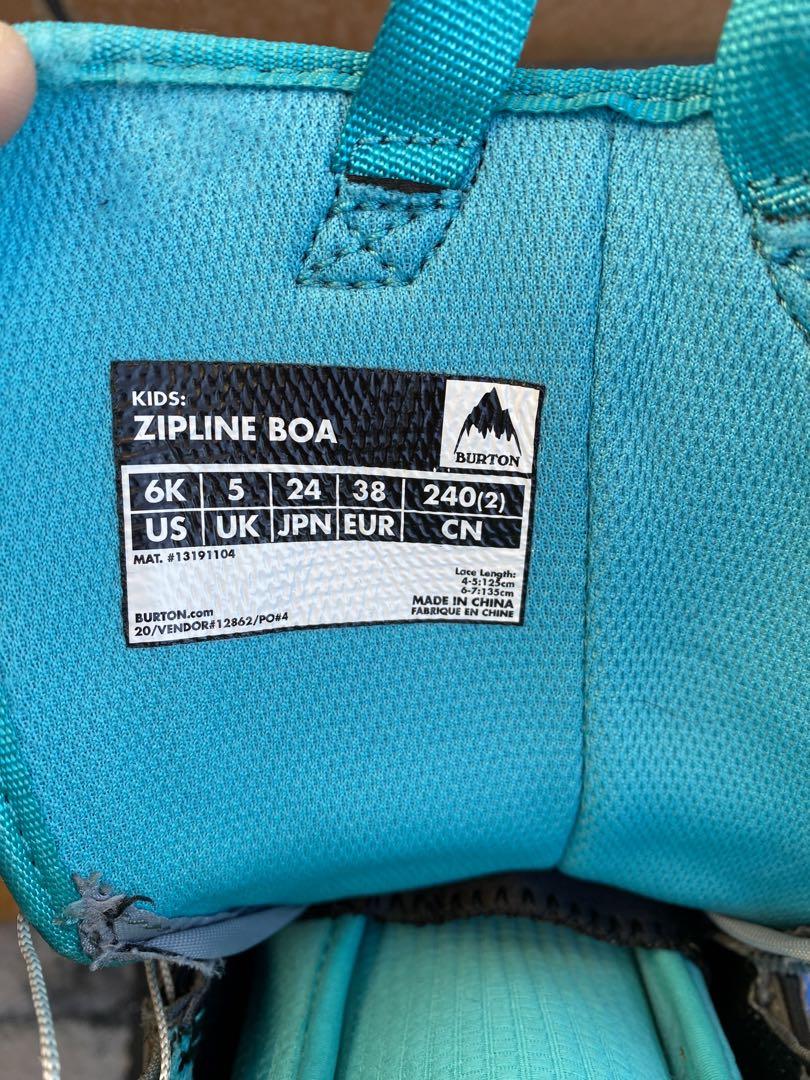 KIDS:
ZIPLINE BOA
BURTON
6K 5 24 38 240(2)
US UK JPN EUR CN
MAT. #13191104
Lace Length:
4-5:125cm
6-7:135cm
BURTON.com
MADE IN CHINA
20/VENDOR#12862/PO#4
FABRIQUE EN CHINE